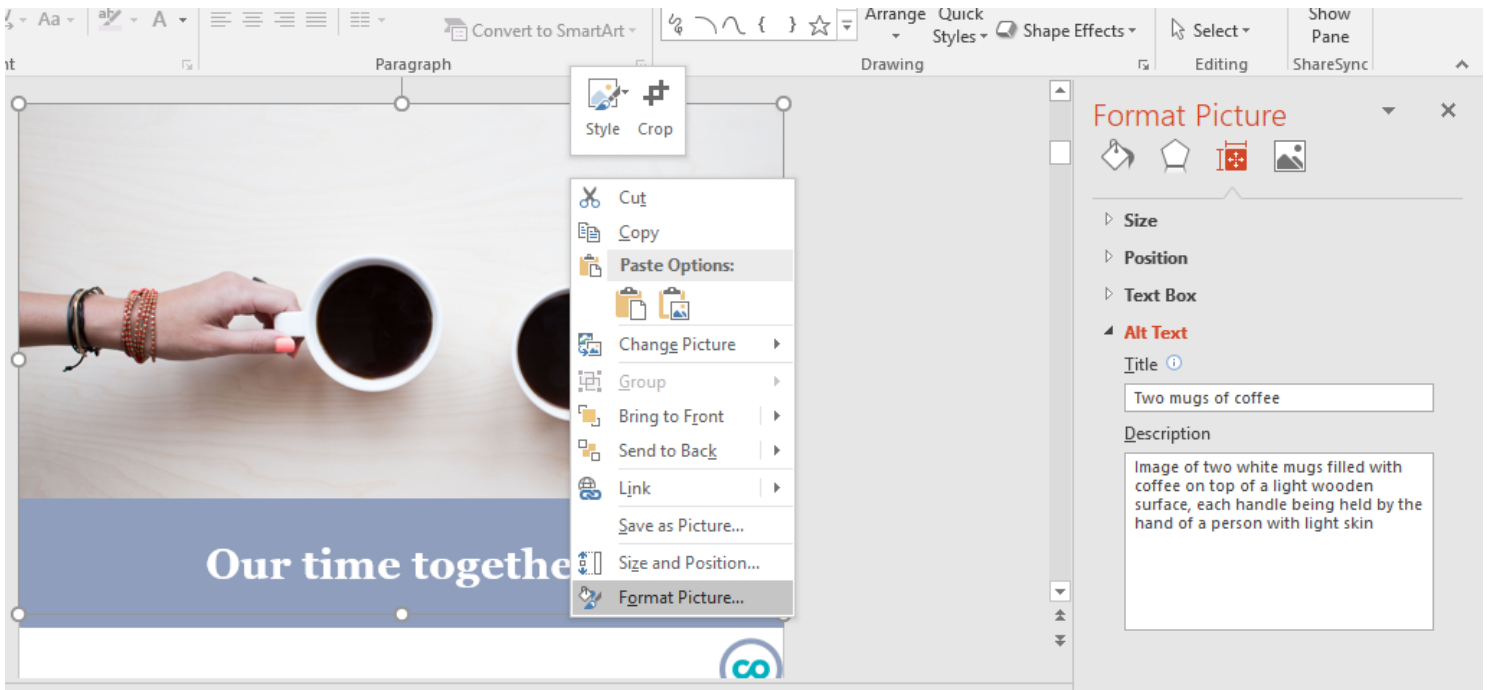 Aa
A
Convert to SmartArt
Arrange
Quick
Styles
Shape Effects
Select
Show
Pane
nt
Paragraph
Drawing
Editing
ShareSync
Style
Crop
Cut
Copy
Paste Options:
Change Picture
Group
Bring to Front
Send to Back
Link
Save as Picture...
Size and Position...
Format Picture...
Our time togethe
co
Format Picture
Size
Position
Text Box
Alt Text
Title
Two mugs of coffee
Description
Image of two white mugs filled with
coffee on top of a light wooden
surface, each handle being held by the
hand of a person with light skin